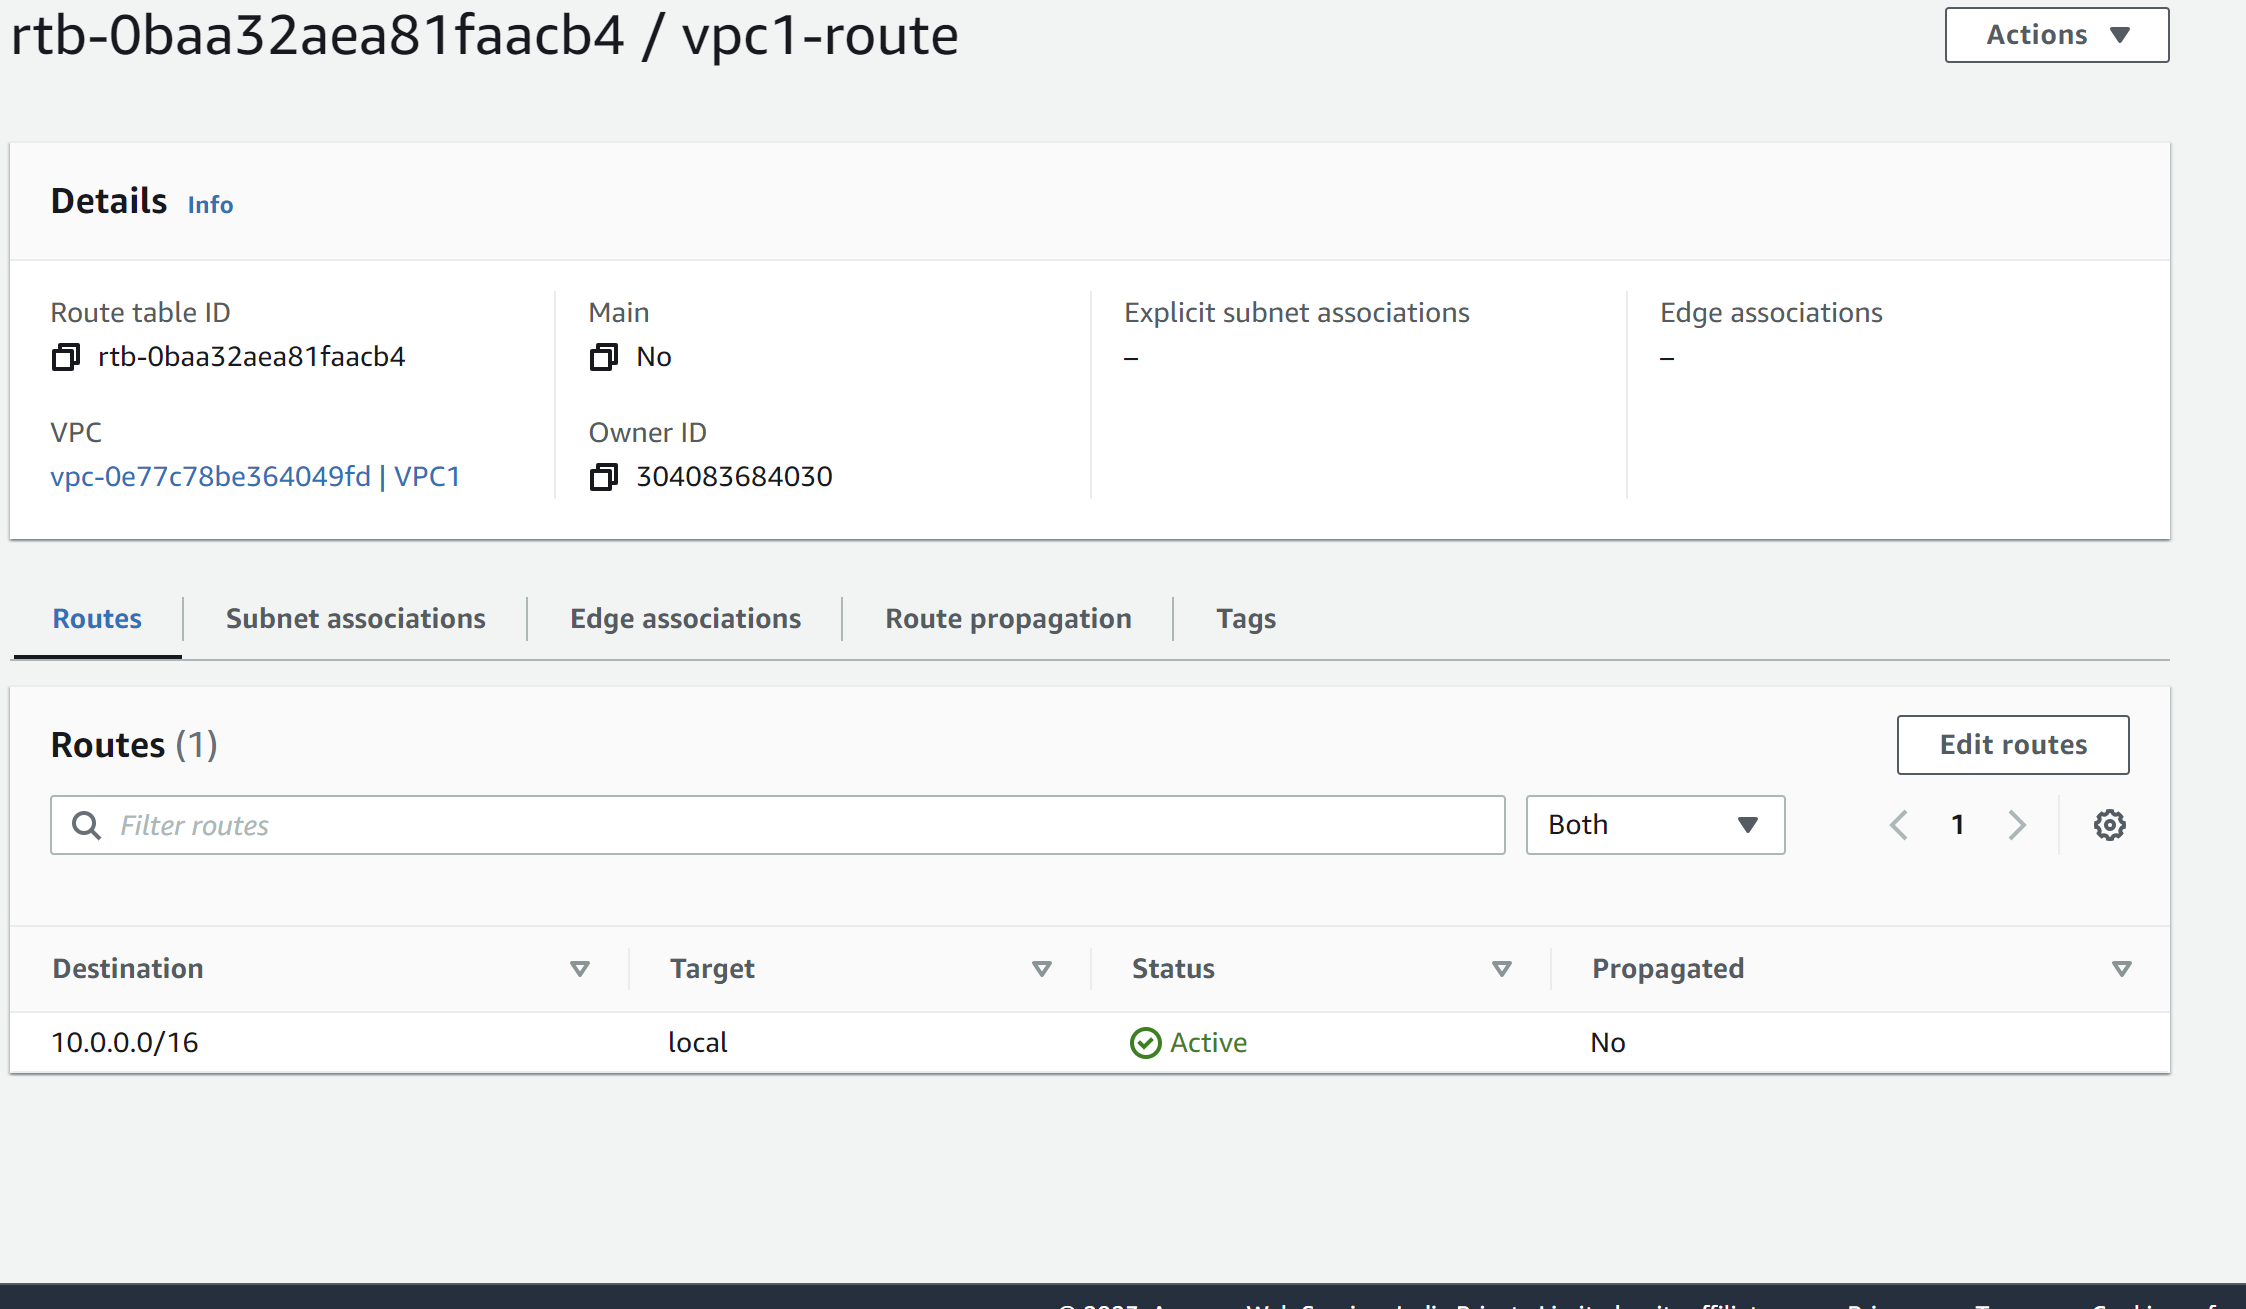 rtb-0baa32aea81faacb4 / vpc1-route
Actions
Details Info
Route table ID
rtb-0baa32aea81faacb4
Main
No
Explicit subnet associations
–
Edge associations
–
VPC
vpc-0e77c78be364049fd | VPC1
Owner ID
304083684030
Routes
Subnet associations
Edge associations
Route propagation
Tags
Routes (1)
Edit routes
Filter routes
Both
1
Destination Target Status Propagated
10.0.0.0/16 local Active No